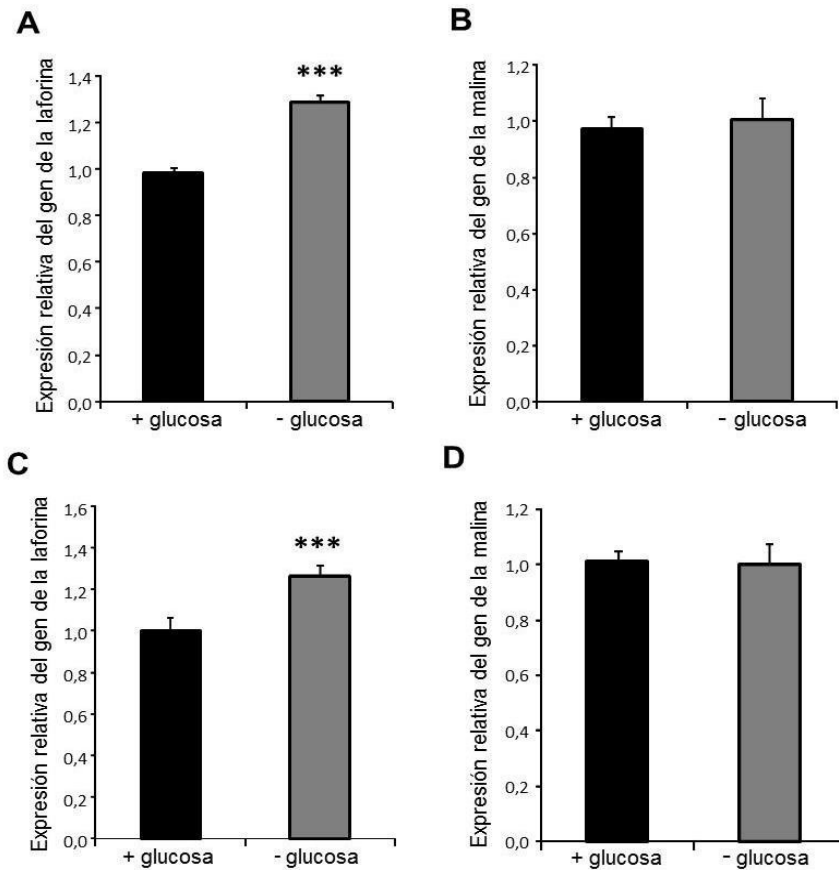 A
Expresión relativa del gen de la laforina
1,4
1,2
1,0
0,8
0,6
0,4
0,2
0,0
***
+ glucosa
- glucosa
B
Expresión relativa del gen de la malina
1,2
1,0
0,8
0,6
0,4
0,2
0,0
+ glucosa
- glucosa
C
Expresión relativa del gen de la laforina
1,6
1,4
1,2
1,0
0,8
0,6
0,4
0,2
0,0
***
+ glucosa
- glucosa
D
Expresión relativa del gen de la malina
1,2
1,0
0,8
0,6
0,4
0,2
0,0
+ glucosa
- glucosa